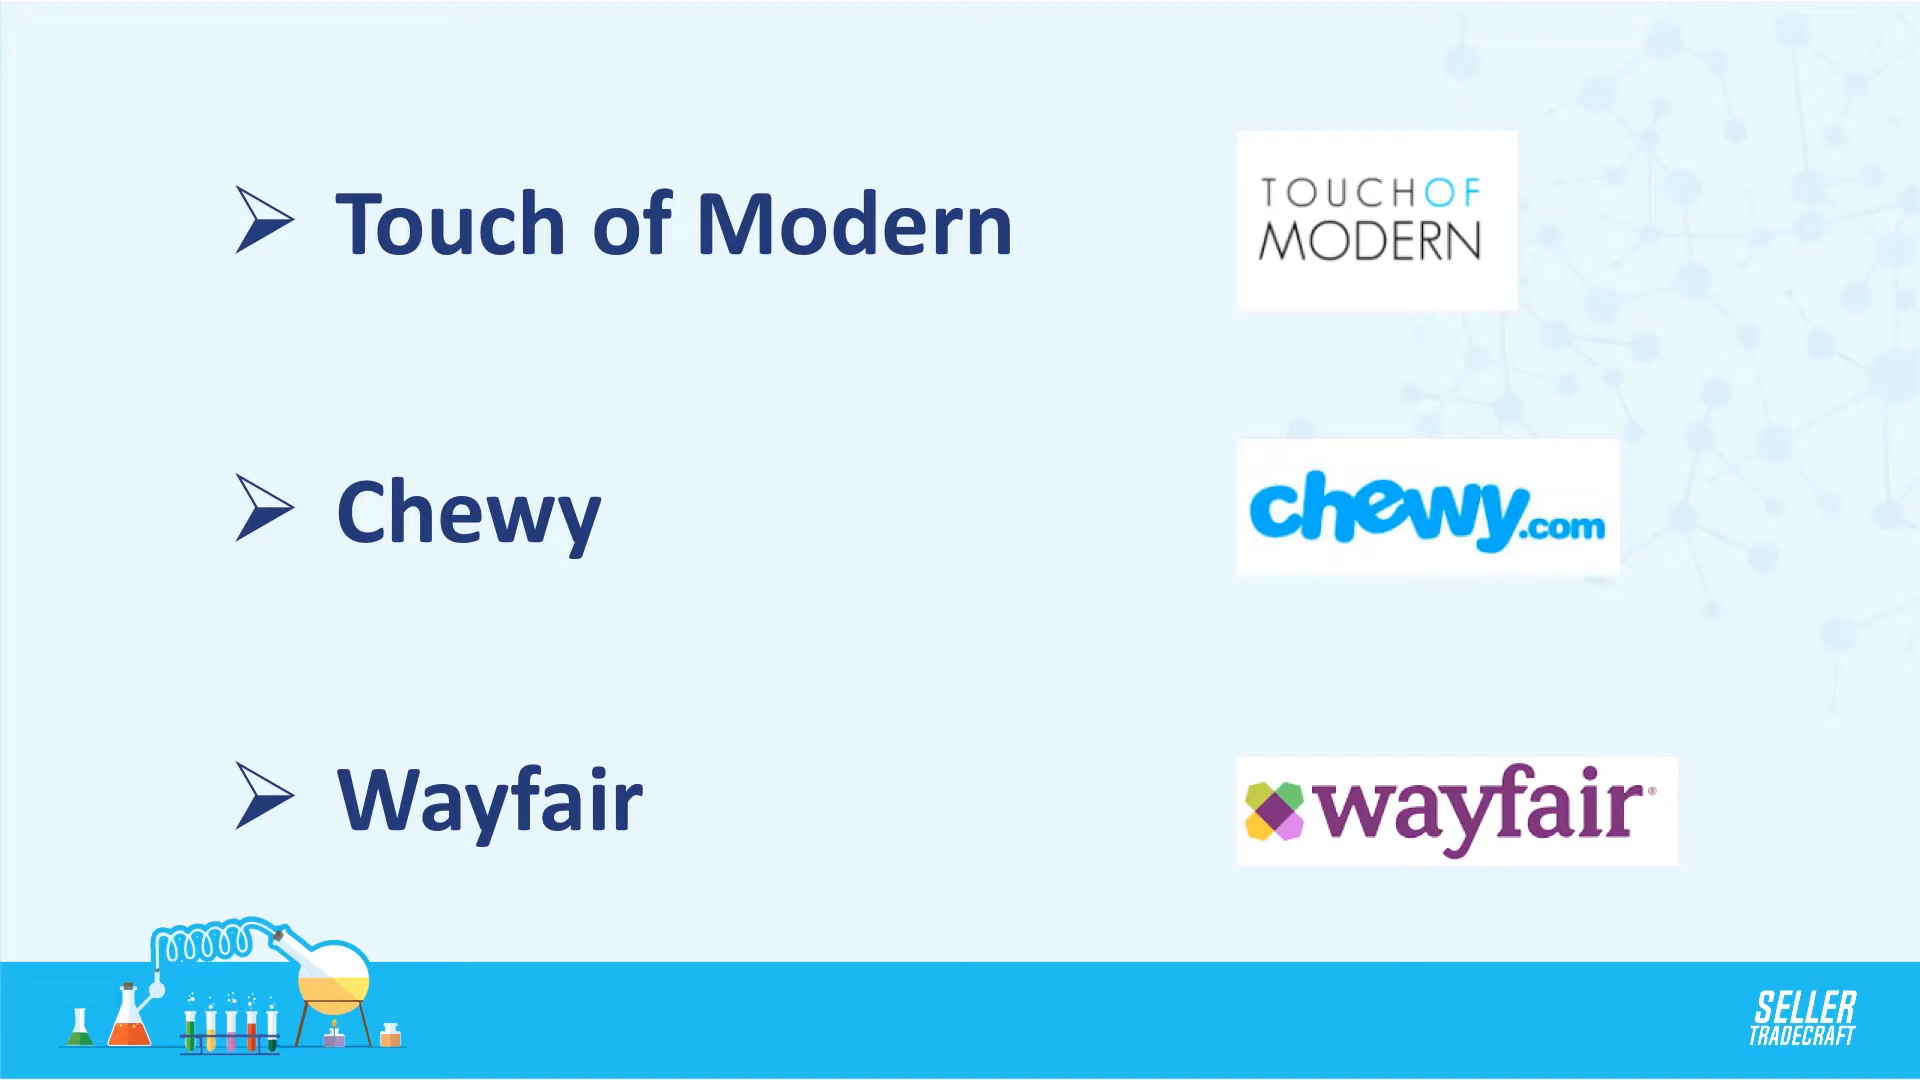 Touch of Modern
TOUCH OF
MODERN
Chewy
chewy.com
Wayfair
wayfair®
SELLER
TRADECRAFT